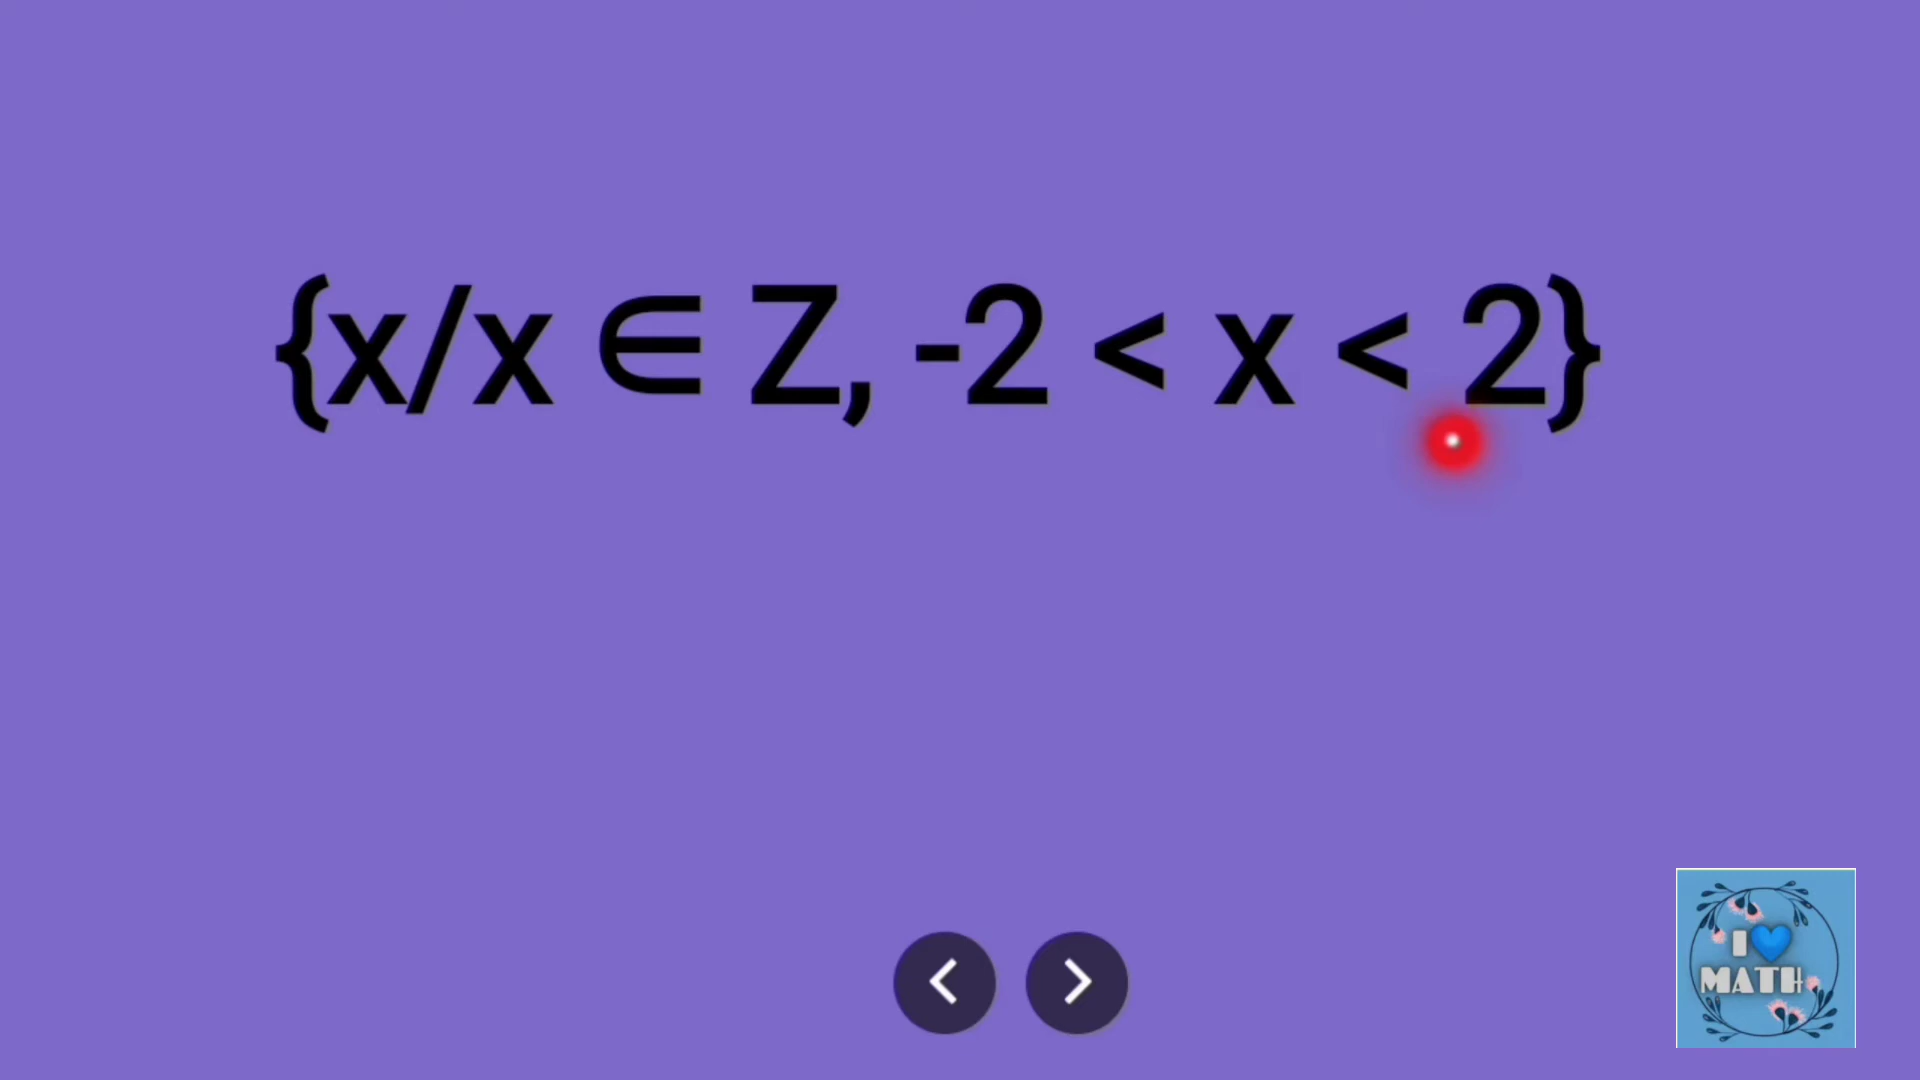 {x/x ∈ Z, -2 < x < 2}
I 💙
MATH